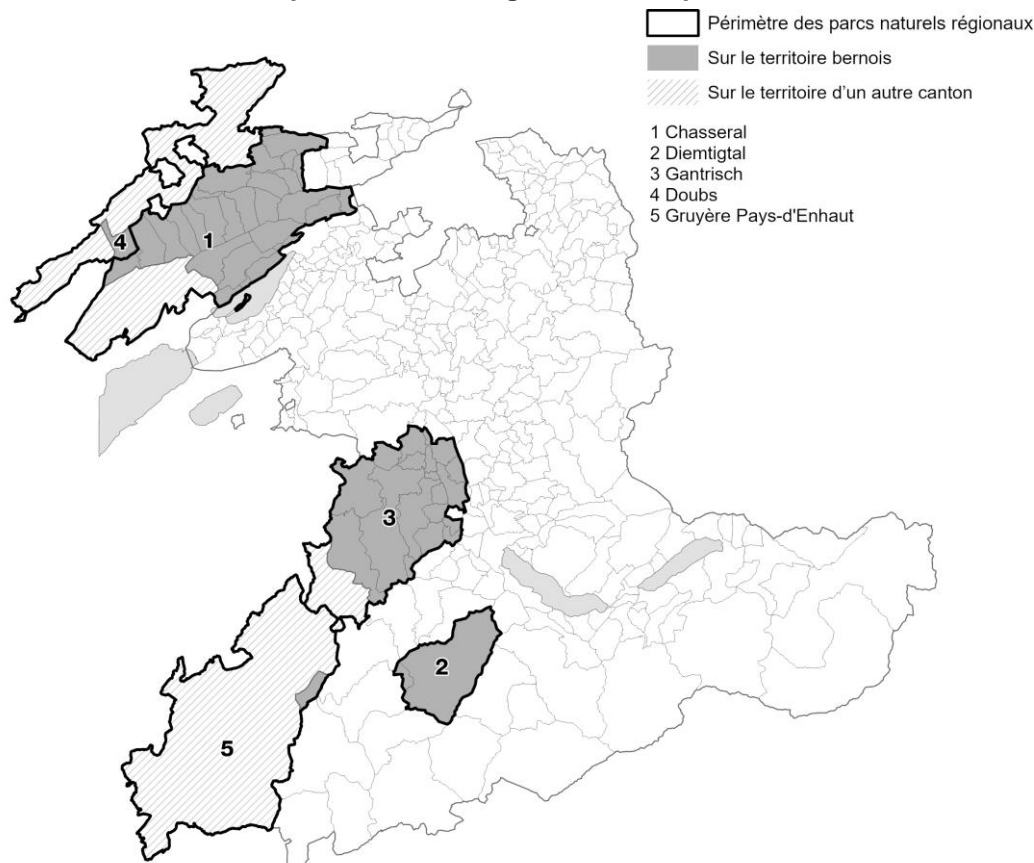 Périmètre des parcs naturels régionaux
Sur le territoire bernois
Sur le territoire d'un autre canton
1 Chasseral
2 Diemtigtal
3 Gantrisch
4 Doubs
5 Gruyère Pays-d'Enhaut
4
1
3
2
5